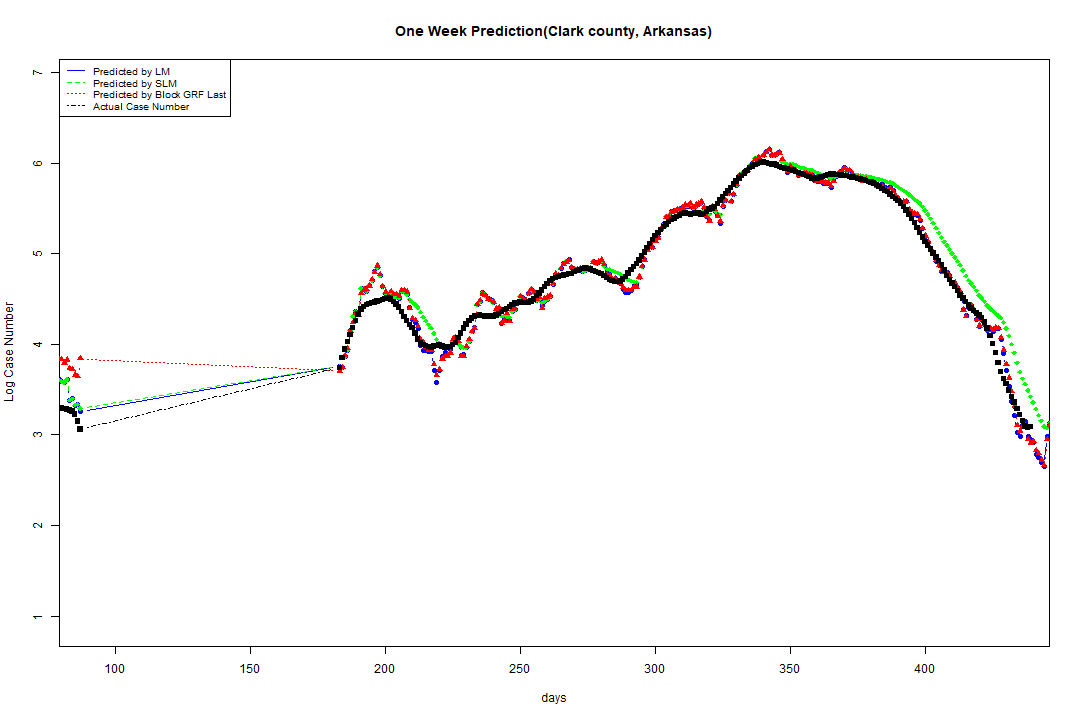 One Week Prediction(Clark county, Arkansas)
Predicted by LM
Predicted by SLM
Predicted by Block GRF Last
Actual Case Number
Log Case Number
7
6
5
4
3
2
1
100 150 200 250 300 350 400
days